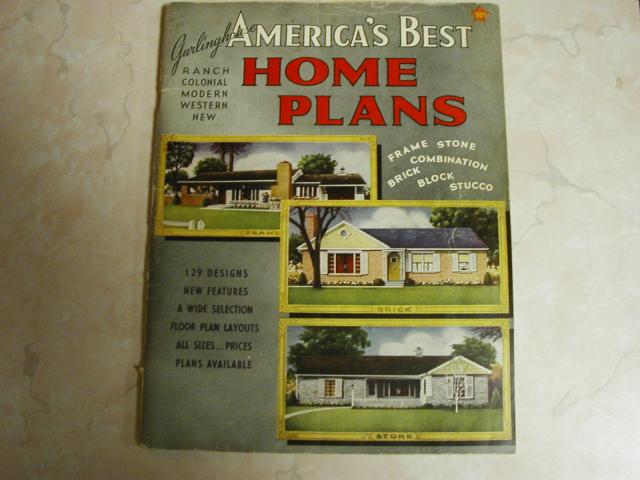 Garlinghouse
AMERICA'S BEST
HOME
PLANS
RANCH
COLONIAL
MODERN
WESTERN
NEW
FRAME STONE
COMBINATION
BRICK BLOCK
STUCCO
FRAME
BRICK
STONE
129 DESIGNS
NEW FEATURES
A WIDE SELECTION
FLOOR PLAN LAYOUTS
ALL SIZES...PRICES
PLANS AVAILABLE